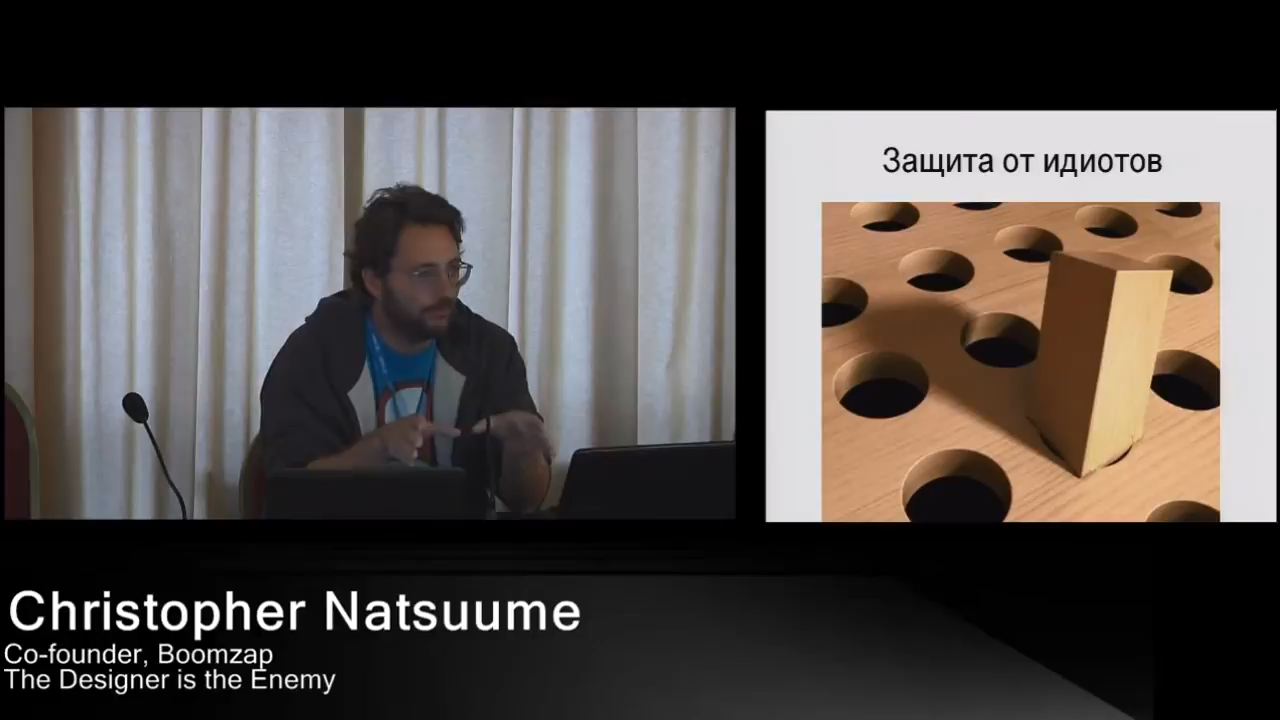 Защита от идиотов
Christopher Natsuume
Co-founder, Boomzap
The Designer is the Enemy